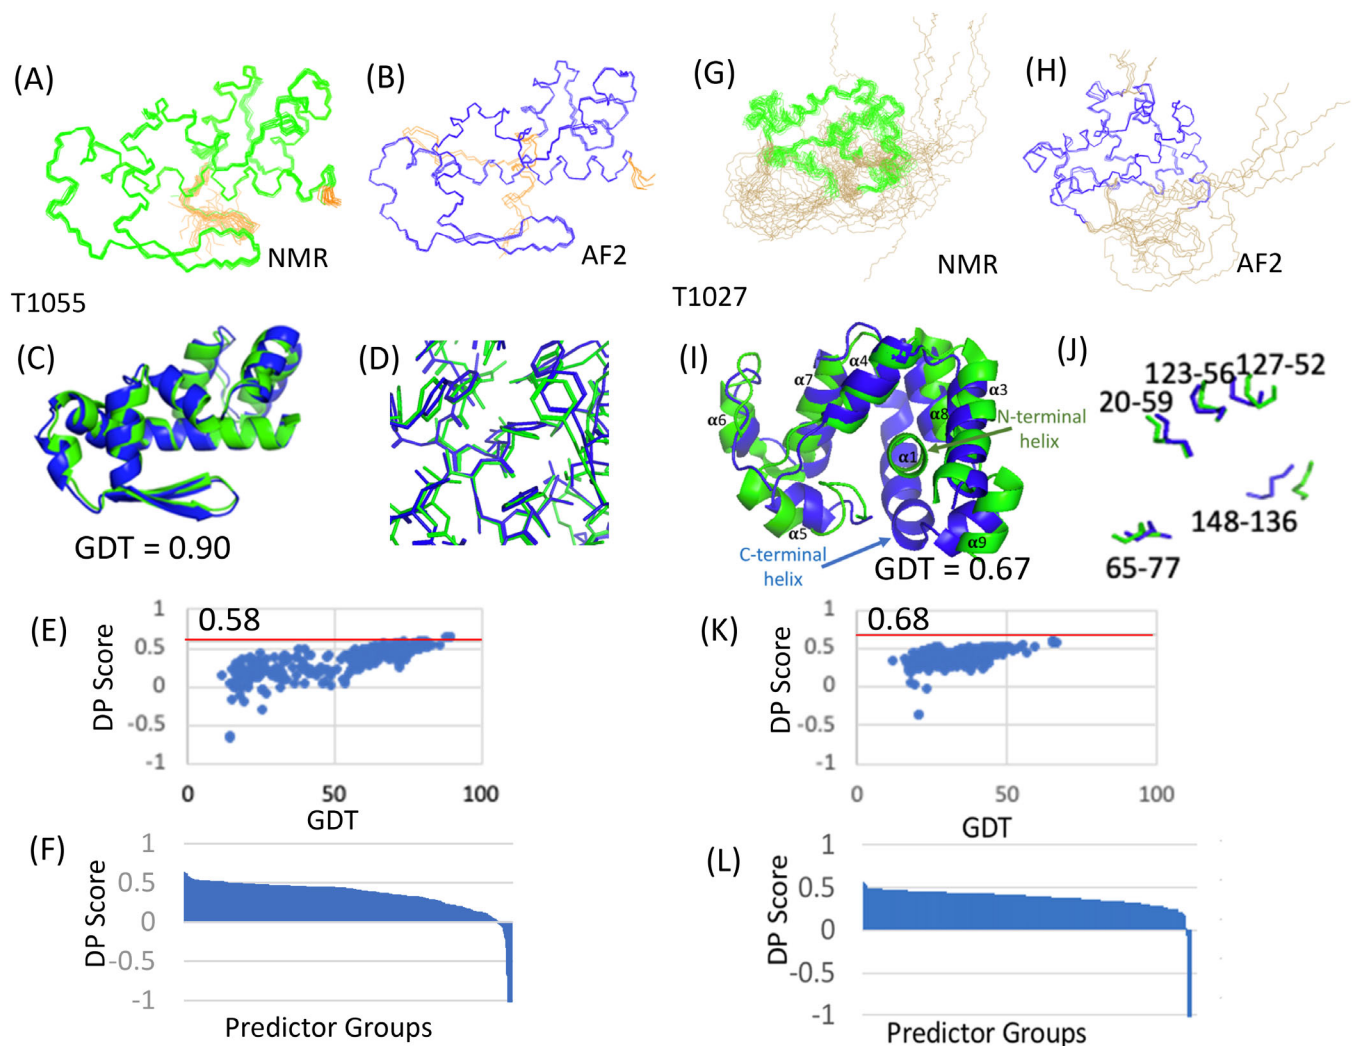 (A)
(B)
(G)
(H)
NMR
AF2
NMR
AF2
T1055
T1027
(C)
(D)
GDT = 0.90
(I)
α4
α7
α3
α6
α8
N-terminal
helix
α1
α5
α9
C-terminal
helix
GDT = 0.67
(J)
127-52
123-56
20-59
148-136
65-77
(E)
DP Score
1
0.58
0.5
0
-0.5
-1
0
50
100
GDT
(K)
DP Score
1
0.68
0.5
0
-0.5
-1
0
50
100
GDT
(F)
DP Score
1
0.5
0
-0.5
-1
Predictor Groups
(L)
DP Score
1
0.5
0
-0.5
-1
Predictor Groups